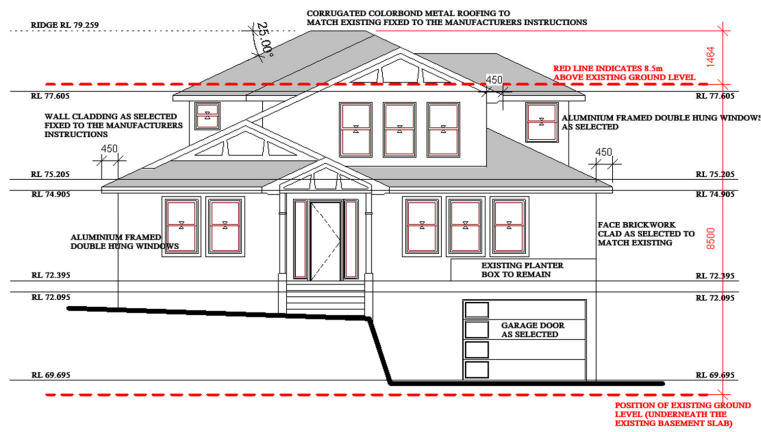 CORRUGATED COLORBOND METAL ROOFING TO
MATCH EXISTING FIXED TO THE MANUFACTURERS INSTRUCTIONS
RIDGE RL 79.259
25.00°
1464
RED LINE INDICATES 8.5m
ABOVE EXISTING GROUND LEVEL
450
RL 77.605
RL 77.605
WALL CLADDING AS SELECTED
FIXED TO THE MANUFACTURERS
INSTRUCTIONS
ALUMINIUM FRAMED DOUBLE HUNG WINDOWS
AS SELECTED
450
450
RL 75.205
RL 75.205
RL 74.905
RL 74.905
ALUMINIUM FRAMED
DOUBLE HUNG WINDOWS
FACE BRICKWORK
CLAD AS SELECTED TO
MATCH EXISTING
8500
EXISTING PLANTER
BOX TO REMAIN
RL 72.395
RL 72.395
RL 72.095
RL 72.095
GARAGE DOOR
AS SELECTED
RL 69.695
RL 69.695
POSITION OF EXISTING GROUND
LEVEL (UNDERNEATH THE
EXISTING BASEMENT SLAB)